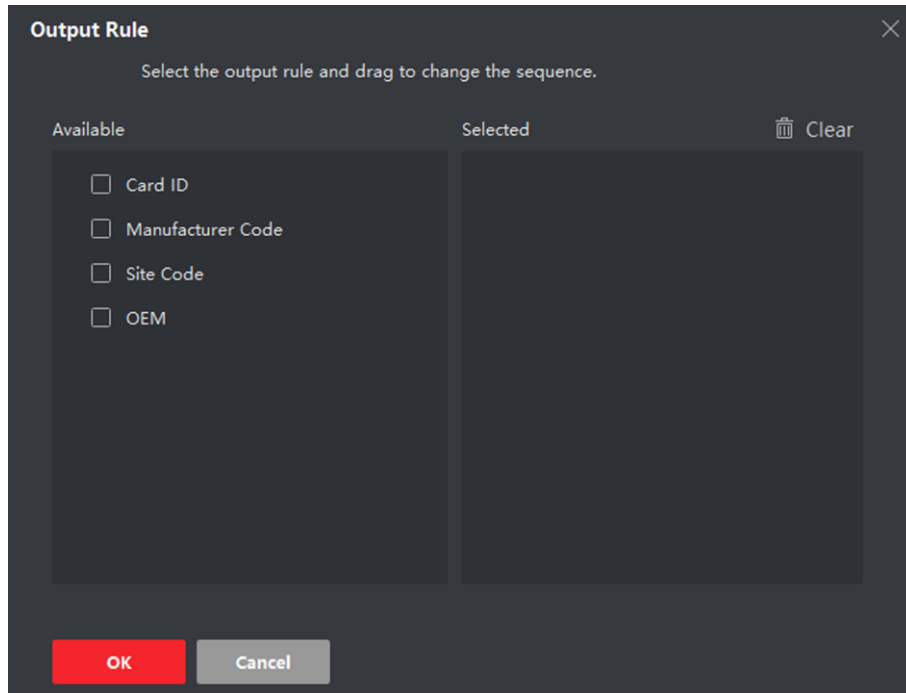 Output Rule
Select the output rule and drag to change the sequence.
Available
Selected
Clear
Card ID
Manufacturer Code
Site Code
OEM
OK
Cancel